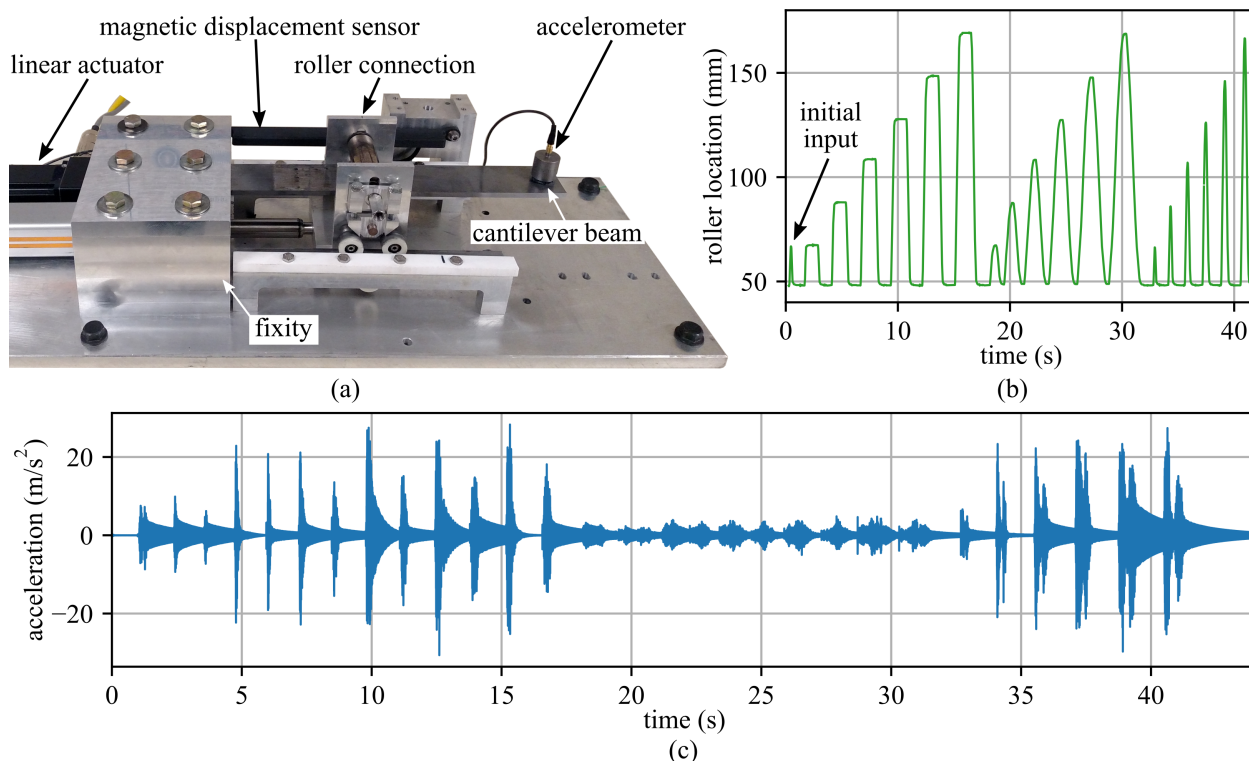 magnetic displacement sensor
accelerometer
linear actuator
roller connection
cantilever beam
fixity
(a)
roller location (mm)
150
100
50
initial
input
0
10
20
30
40
time (s)
(b)
acceleration (m/s²)
20
0
−20
0
5
10
15
20
25
30
35
40
time (s)
(c)